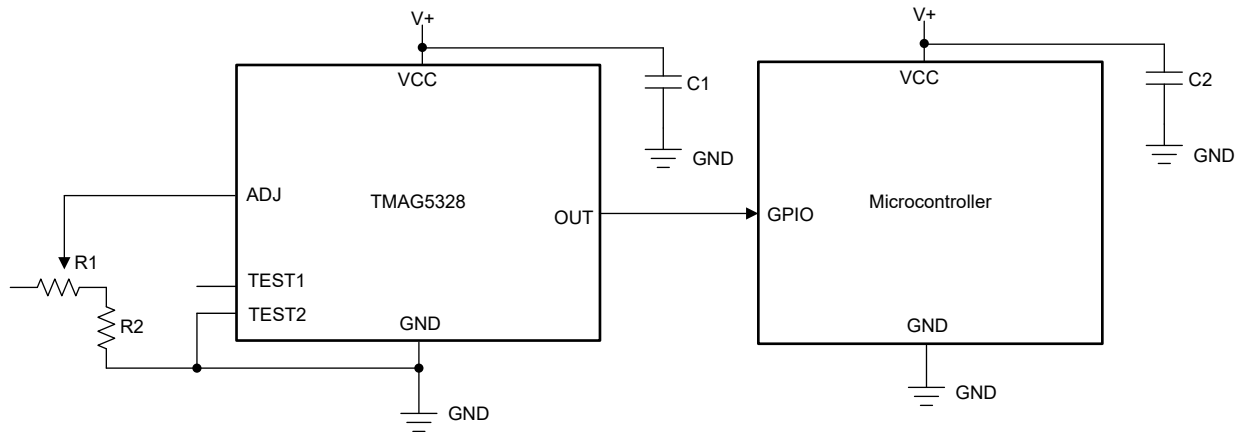 V+
VCC
C1
GND
ADJ
TMAG5328
OUT
R1
TEST1
TEST2
R2
GND
GND
V+
VCC
C2
GND
GPIO
Microcontroller
GND
GND